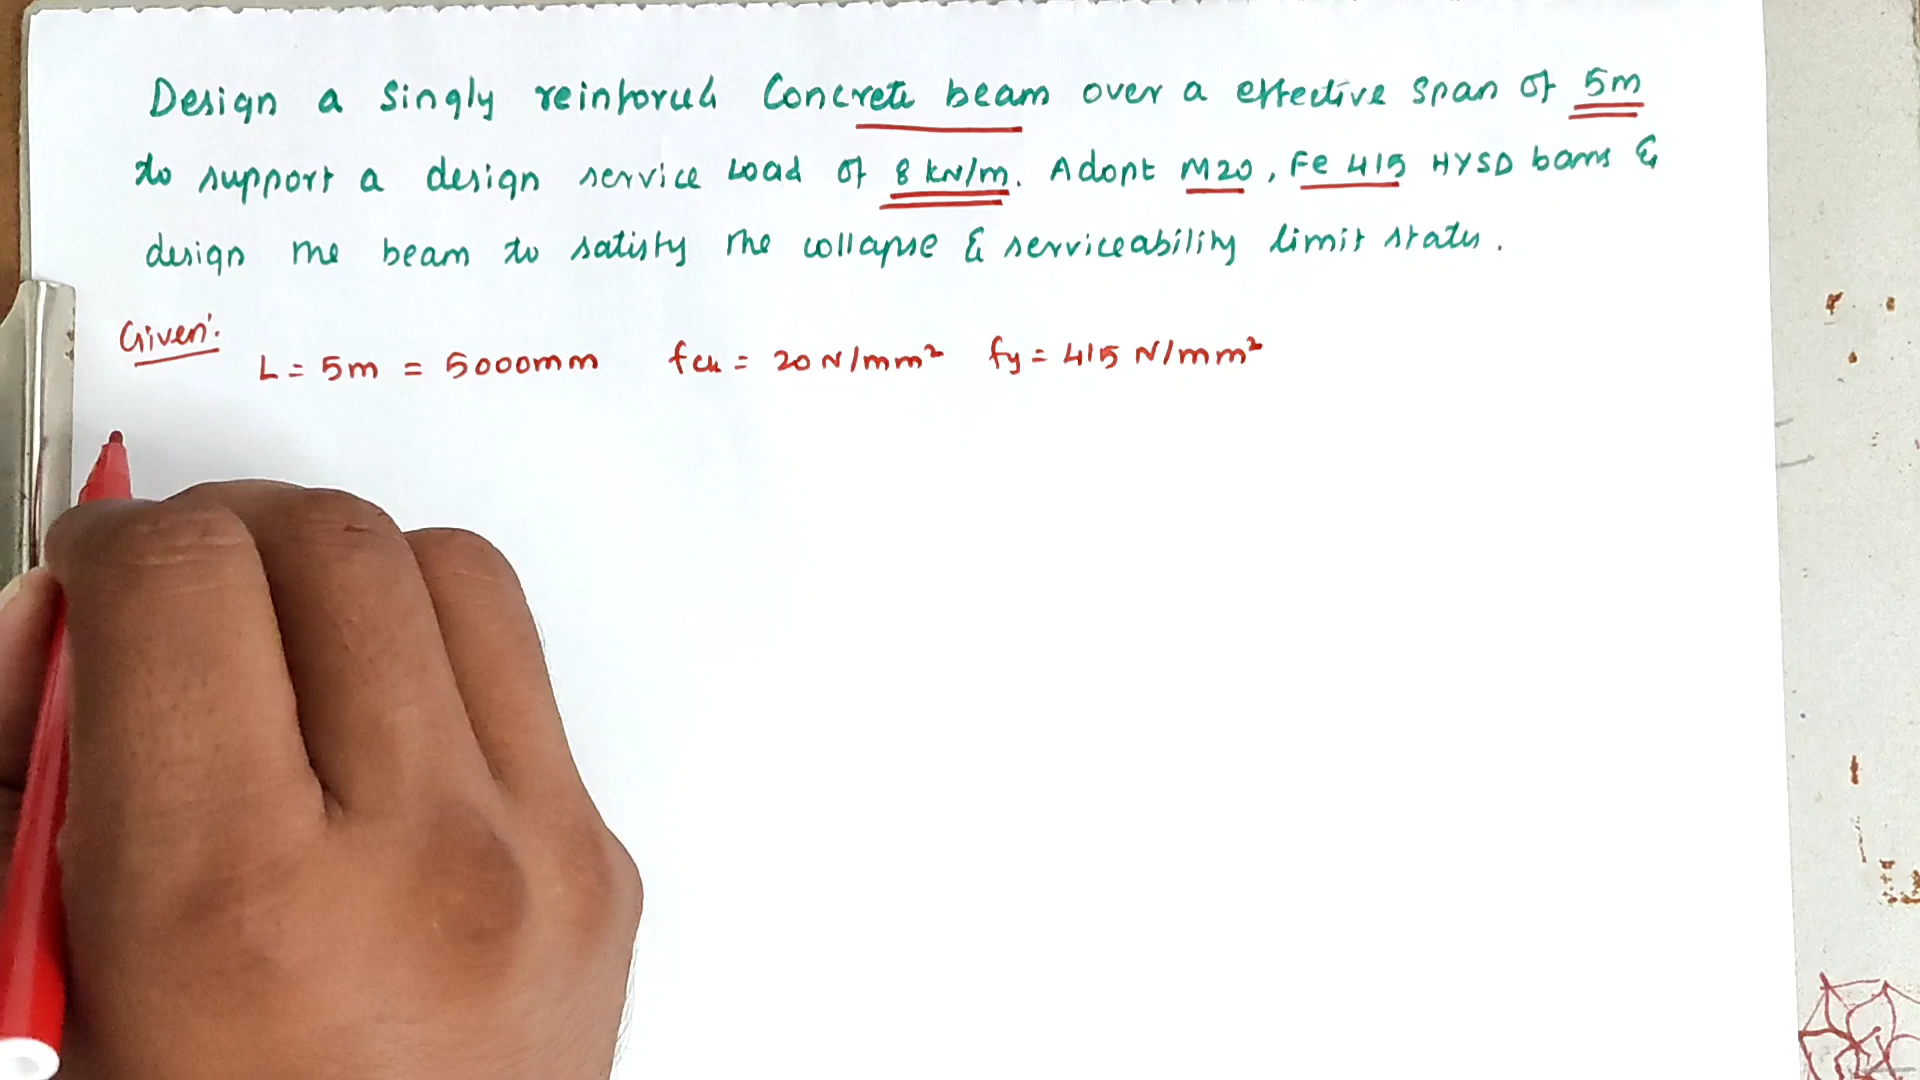 Design a Singly reinforced Concrete beam over a effective span of 5m
to support a design service Load of 8 kN/m. Adopt M20, Fe 415 HYSD bars &
design the beam to satisfy the collapse & serviceability limit states.
Given:
L = 5m = 5000mm fck = 20 N/mm² fy = 415 N/mm²